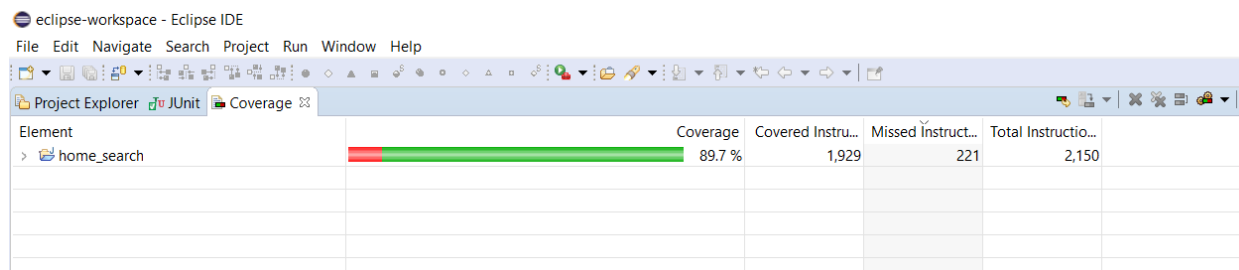 eclipse-workspace - Eclipse IDE
File Edit Navigate Search Project Run Window Help
Project Explorer JUnit Coverage
Element Coverage Covered Instru... Missed Instruct... Total Instructio...
home_search 89.7 % 1,929 221 2,150